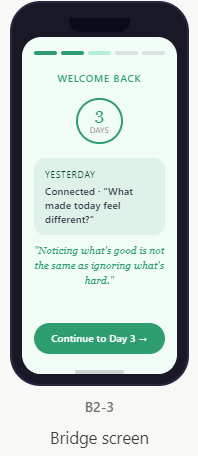 WELCOME BACK
3
DAYS
YESTERDAY
Connected · "What
made today feel
different?"
"Noticing what's good is not
the same as ignoring what's
hard."
Continue to Day 3 →
B2-3
Bridge screen